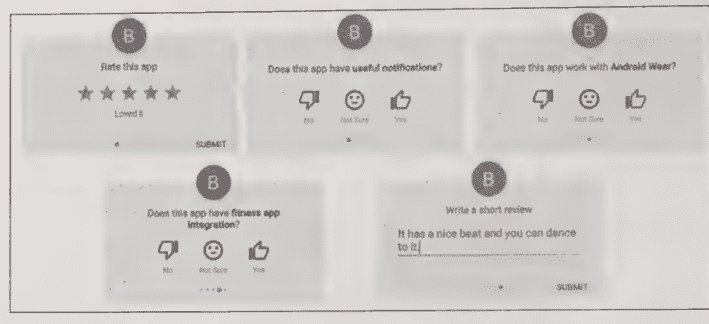 B
Rate this app
Loved it
SUBMIT
B
Does this app have useful notifications?
No Not Sure Yes
B
Does this app work with Android Wear?
No Not Sure Yes
B
Does this app have fitness app
integration?
No Not Sure Yes
B
Write a short review
It has a nice beat and you can dance
to it
SUBMIT